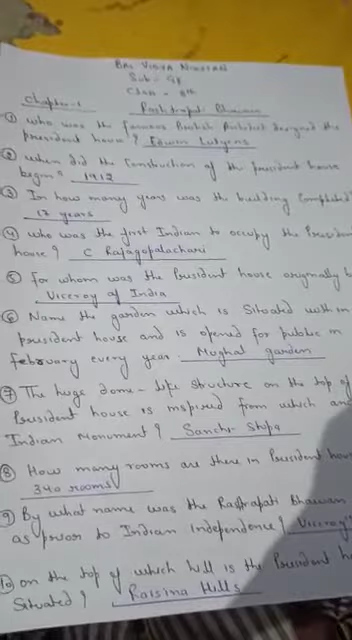 BAL VIDYA NIKETAN
Sub - GK
Class - 8th
Chapter-1 Rashtrapati Bhawan
① who was the famous British Architect designed the
president house? Edwin Lutyens
② when did the construction of the president house
begin? 1912
③ In how many years was the building completed
17 years
④ who was the first Indian to occupy the President
house? C Rajagopalachari
⑤ for whom was the President house originally
Viceroy of India
⑥ Name the garden which is situated within
president house and is opened for public in
february every year Mughal garden
⑦ The huge dome-like structure on the top of
President house is inspired from which
Indian Monument? Sanchi Stupa
⑧ How many rooms are there in President house
340 rooms
⑨ By what name was the Rastrapati Bhawan
as prior to Indian independence? Viceroy's
⑩ on the top of which hill is the President
situated? Raisina Hills